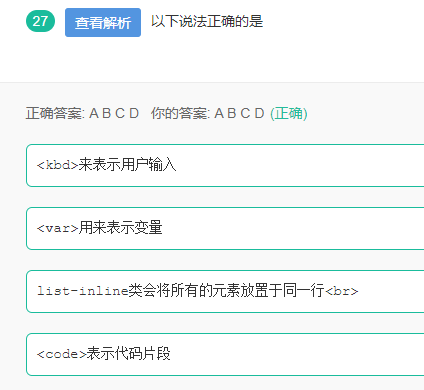 27 查看解析 以下说法正确的是
正确答案: A B C D 你的答案: A B C D (正确)
<kbd>来表示用户输入
<var>用来表示变量
list-inline类会将所有的元素放置于同一行<br>
<code>表示代码片段